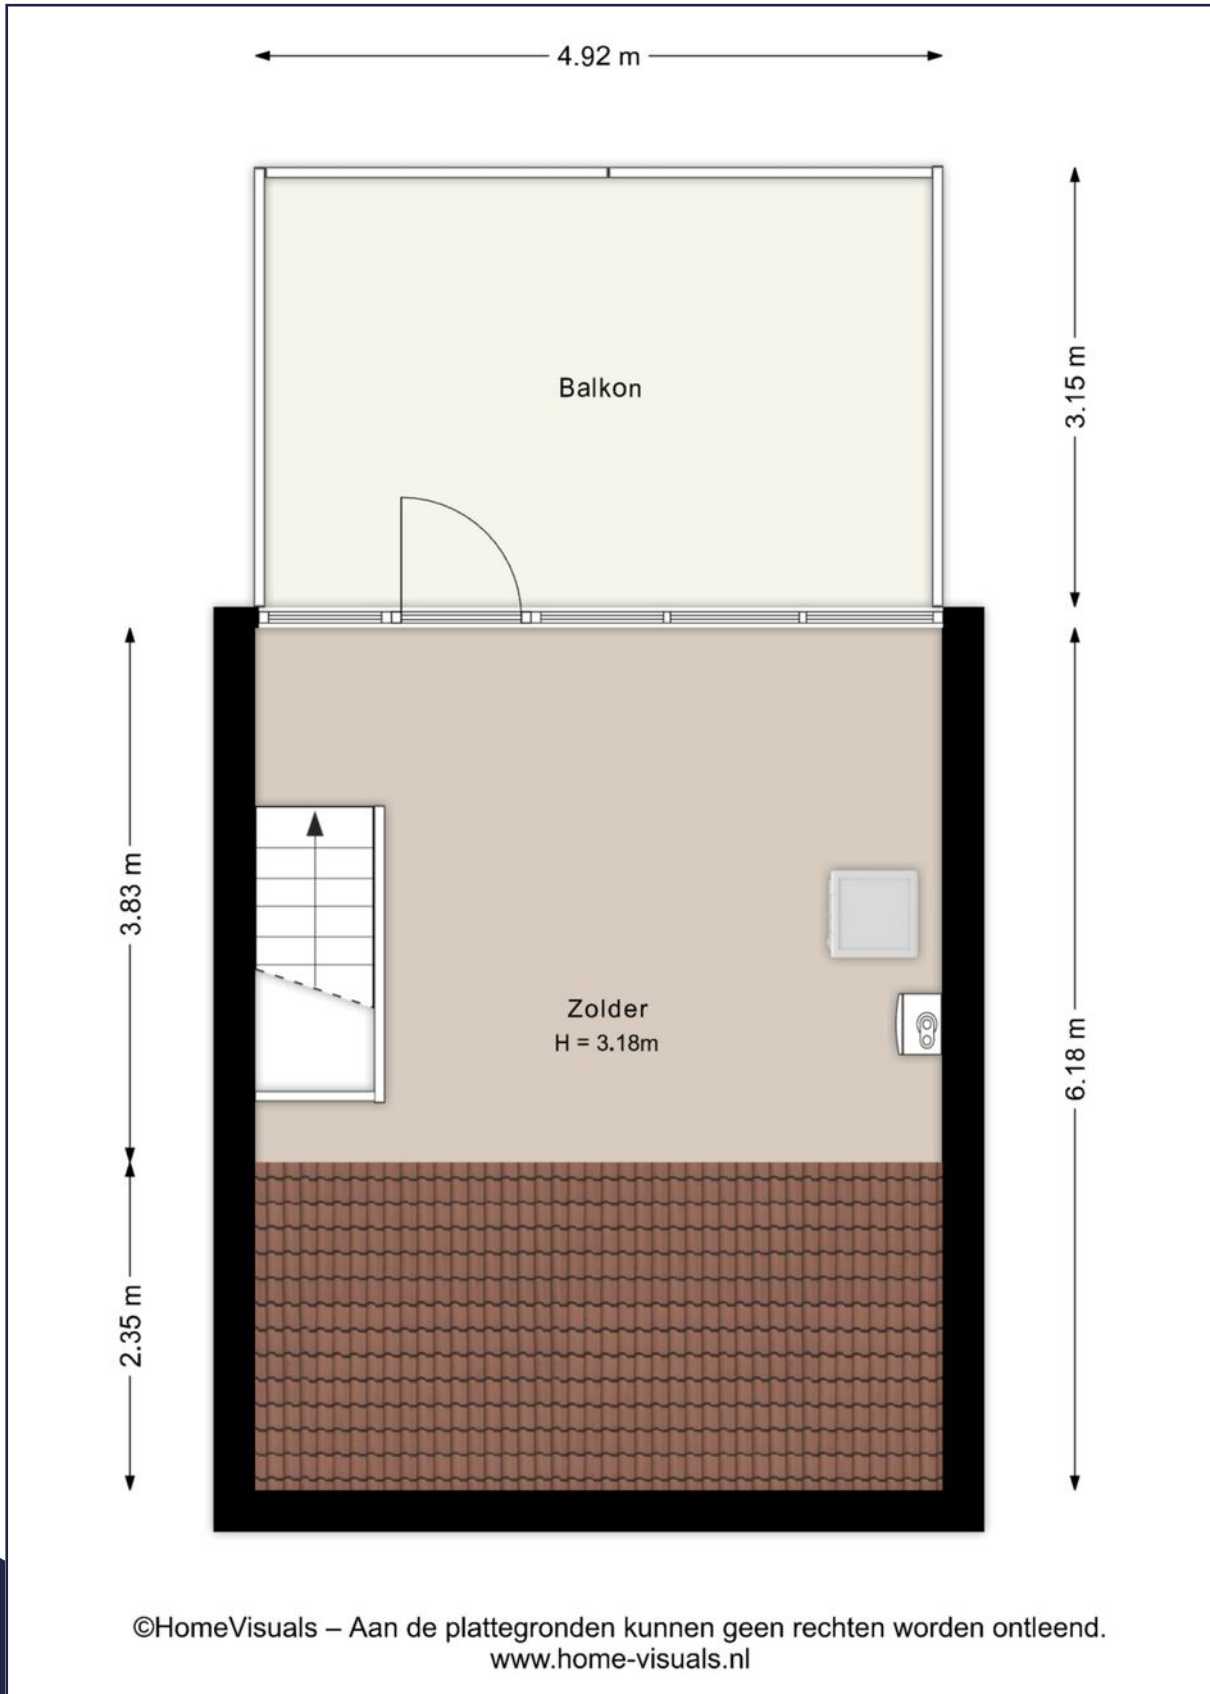 4.92 m
3.15 m
Balkon
3.83 m
Zolder
H = 3.18m
6.18 m
2.35 m
©HomeVisuals – Aan de plattegronden kunnen geen rechten worden ontleend.
www.home-visuals.nl